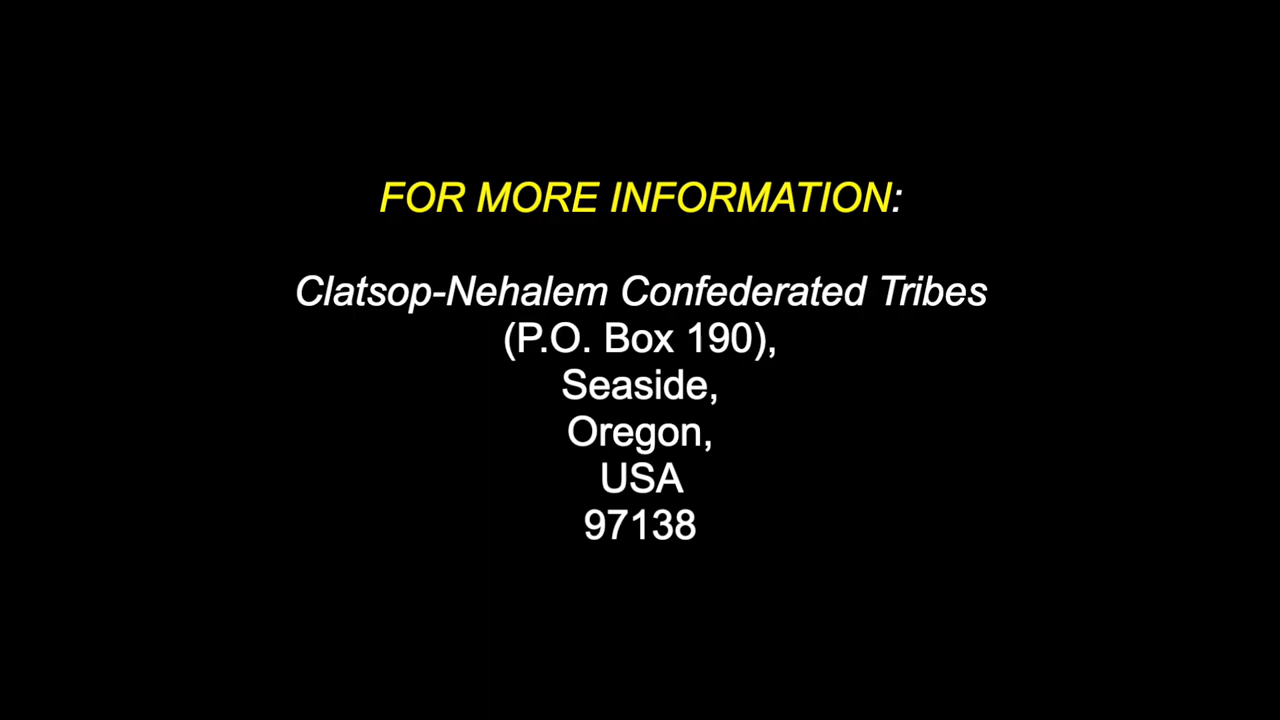 FOR MORE INFORMATION:
Clatsop-Nehalem Confederated Tribes
(P.O. Box 190),
Seaside,
Oregon,
USA
97138